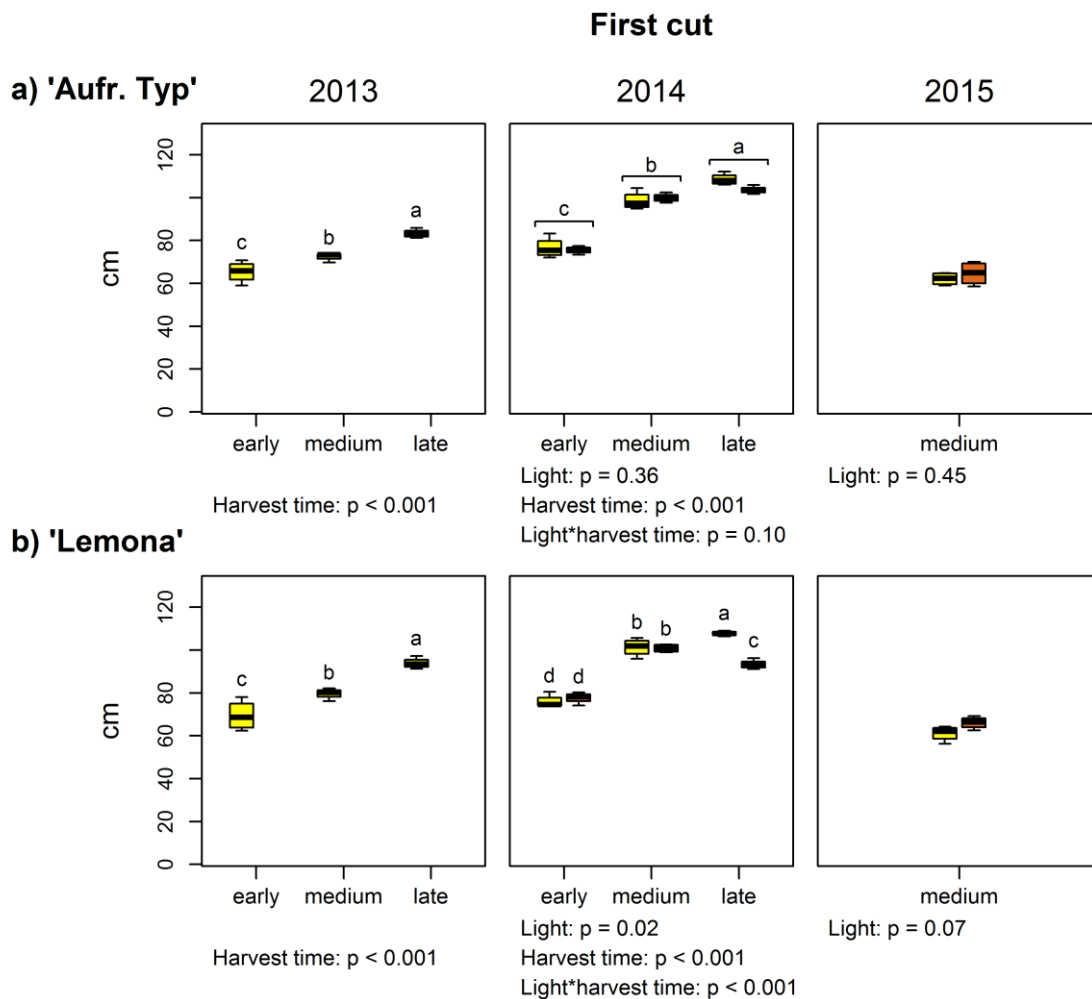 First cut
a) 'Aufr. Typ' 2013 2014 2015
120
100
80
60
40
20
0
cm
c b a
c b a
early medium late
early medium late
medium
Harvest time: p < 0.001
Light: p = 0.36
Harvest time: p < 0.001
Light*harvest time: p = 0.10
Light: p = 0.45
b) 'Lemona'
120
80
60
40
20
0
cm
c b a
d d b b a c
early medium late
early medium late
medium
Harvest time: p < 0.001
Light: p = 0.02
Harvest time: p < 0.001
Light*harvest time: p < 0.001
Light: p = 0.07